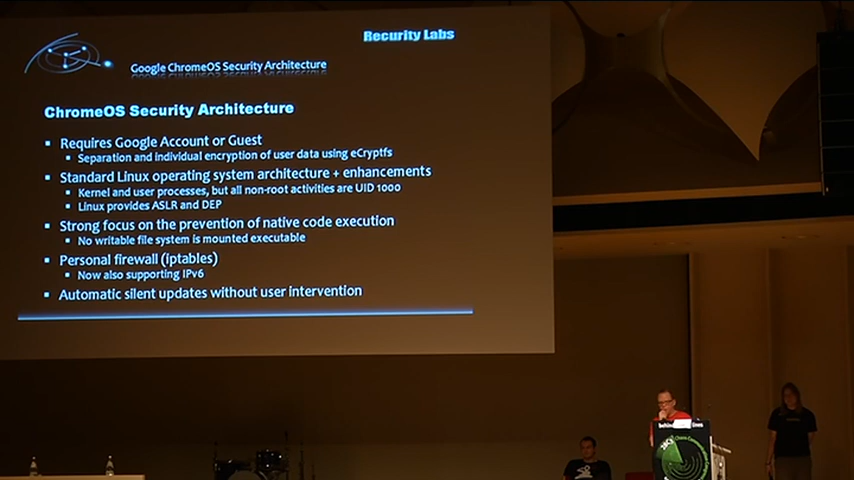 Recurity Labs
Google ChromeOS Security Architecture
ChromeOS Security Architecture
Requires Google Account or Guest
Separation and individual encryption of user data using eCryptfs
Standard Linux operating system architecture + enhancements
Kernel and user processes, but all non-root activities are UID 1000
Linux provides ASLR and DEP
Strong focus on the prevention of native code execution
No writable file system is mounted executable
Personal firewall (iptables)
Now also supporting IPv6
Automatic silent updates without user intervention
behind lines